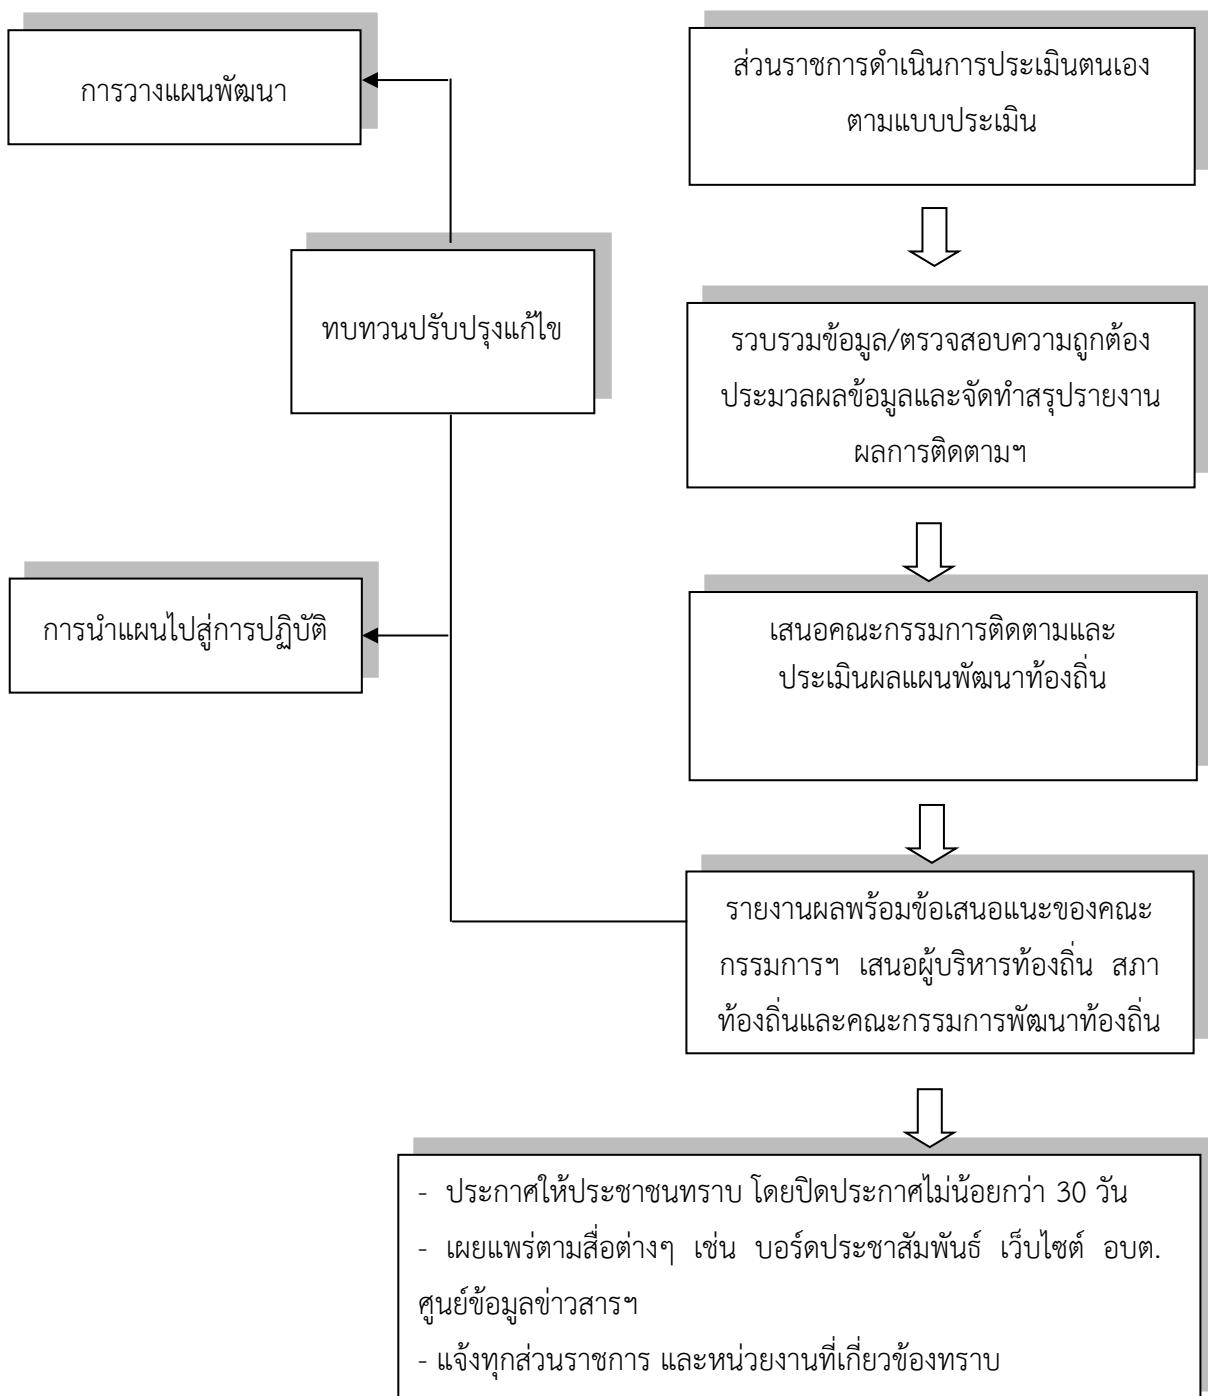 การวางแผนพัฒนา
ส่วนราชการดำเนินการประเมินตนเอง
ตามแบบประเมิน
ทบทวนปรับปรุงแก้ไข
รวบรวมข้อมูล/ตรวจสอบความถูกต้อง
ประมวลผลข้อมูลและจัดทำสรุปรายงาน
ผลการติดตามฯ
การนำแผนไปสู่การปฏิบัติ
เสนอคณะกรรมการติดตามและ
ประเมินผลแผนพัฒนาท้องถิ่น
รายงานผลพร้อมข้อเสนอแนะของคณะ
กรรมการฯ เสนอผู้บริหารท้องถิ่น สภา
ท้องถิ่นและคณะกรรมการพัฒนาท้องถิ่น
- ประกาศให้ประชาชนทราบ โดยปิดประกาศไม่น้อยกว่า 30 วัน
- เผยแพร่ตามสื่อต่างๆ เช่น บอร์ดประชาสัมพันธ์ เว็บไซต์ อบต.
ศูนย์ข้อมูลข่าวสารฯ
- แจ้งทุกส่วนราชการ และหน่วยงานที่เกี่ยวข้องทราบ